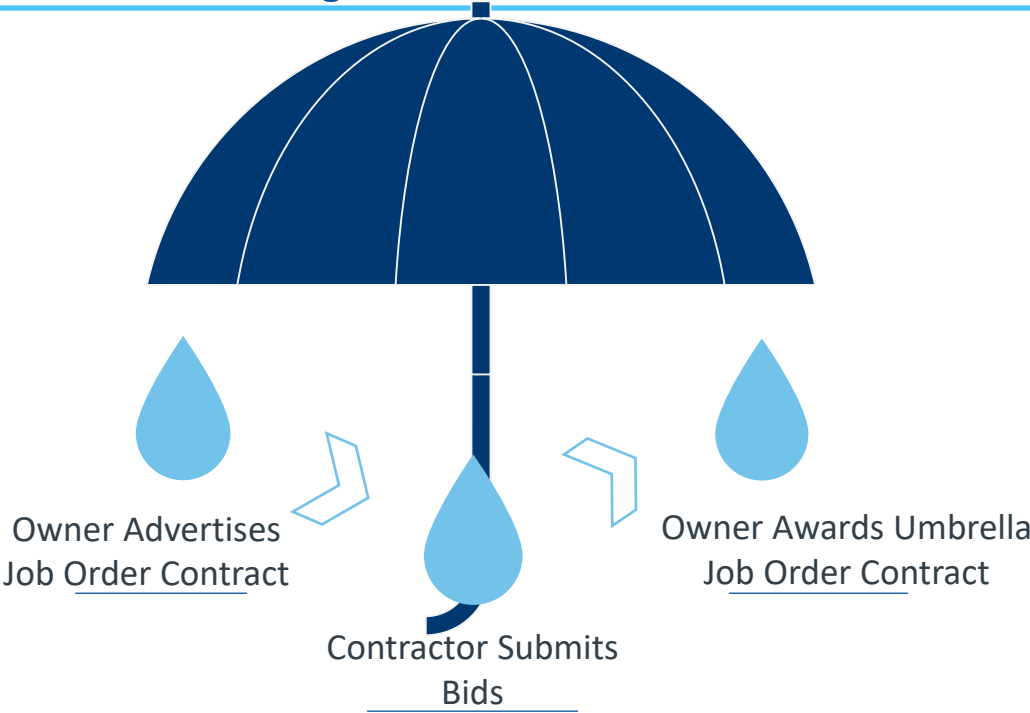 Owner Advertises
Job Order Contract
Contractor Submits
Bids
Owner Awards Umbrella
Job Order Contract